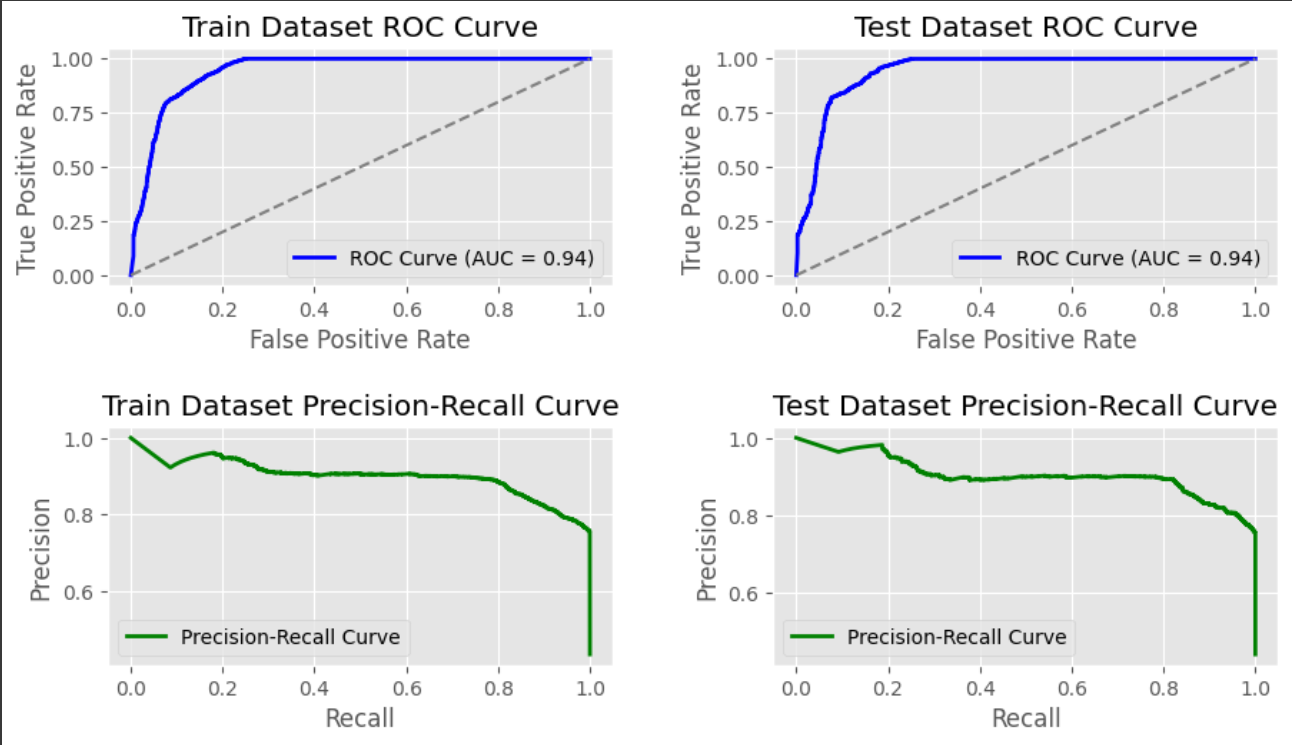 Train Dataset ROC Curve
True Positive Rate
1.00
0.75
0.50
0.25
0.00
ROC Curve (AUC = 0.94)
0.0 0.2 0.4 0.6 0.8 1.0
False Positive Rate
Test Dataset ROC Curve
True Positive Rate
1.00
0.75
0.50
0.25
0.00
ROC Curve (AUC = 0.94)
0.0 0.2 0.4 0.6 0.8 1.0
False Positive Rate
Train Dataset Precision-Recall Curve
Precision
1.0
0.8
0.6
Precision-Recall Curve
0.0 0.2 0.4 0.6 0.8 1.0
Recall
Test Dataset Precision-Recall Curve
Precision
1.0
0.8
0.6
Precision-Recall Curve
0.0 0.2 0.4 0.6 0.8 1.0
Recall